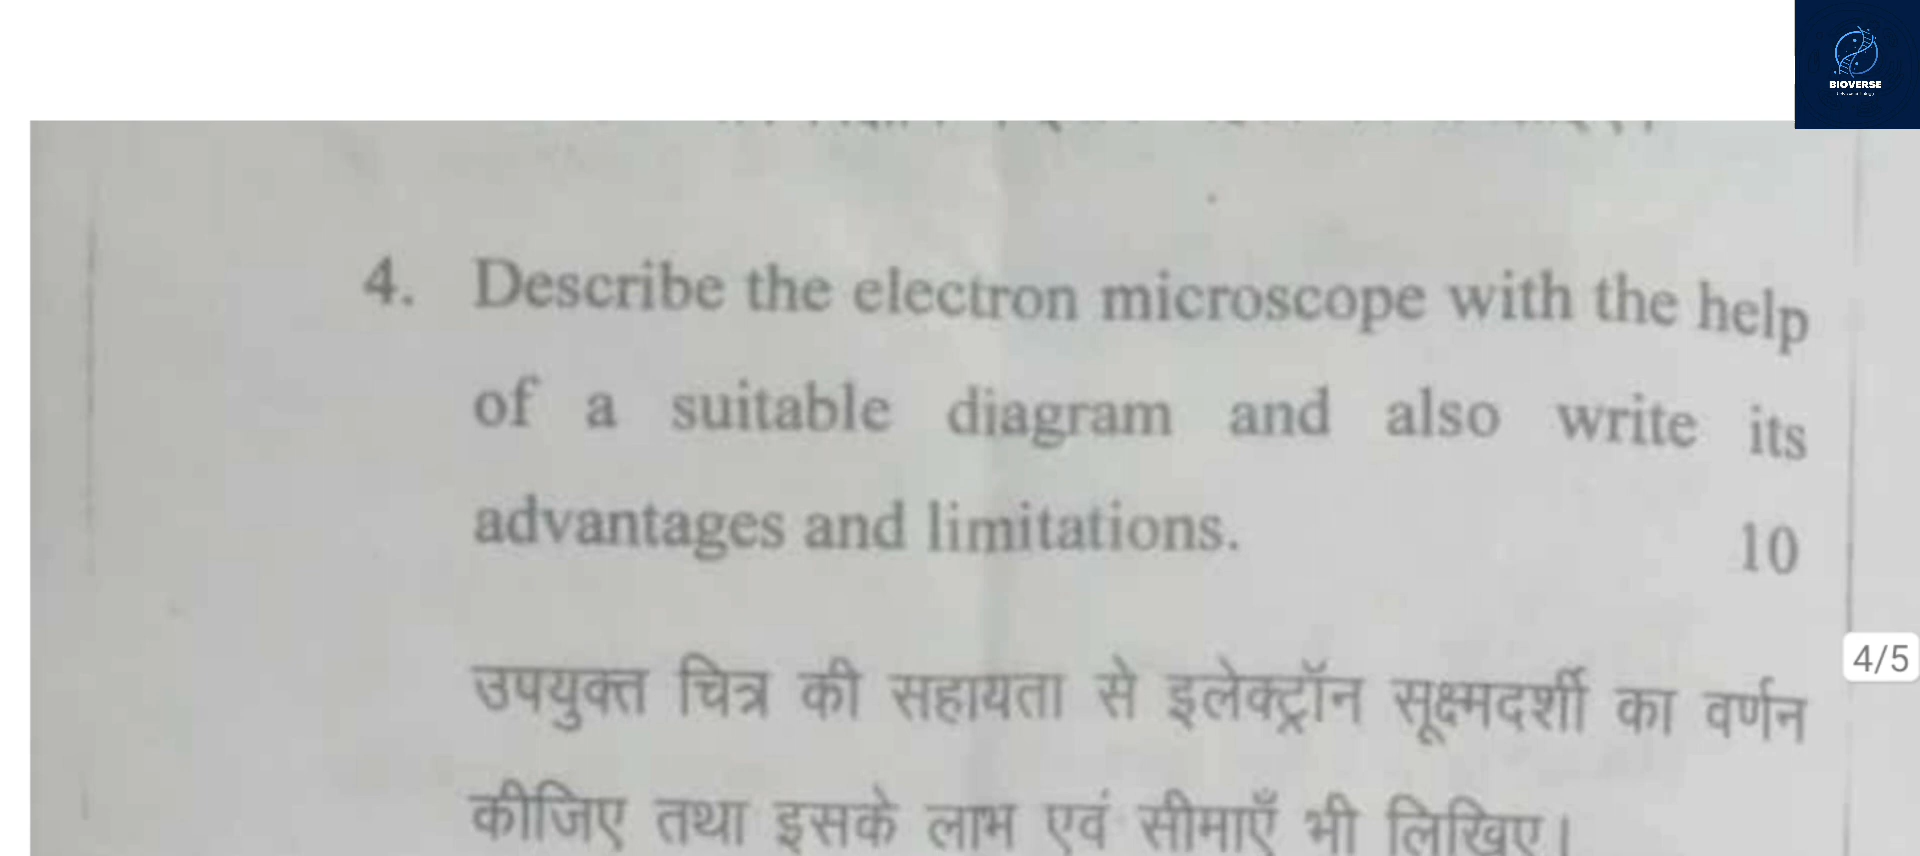 BIOVERSE
4. Describe the electron microscope with the help
of a suitable diagram and also write its
advantages and limitations. 10
4/5
उपयुक्त चित्र की सहायता से इलेक्ट्रॉन सूक्ष्मदर्शी का वर्णन
कीजिए तथा इसके लाभ एवं सीमाएँ भी लिखिए।